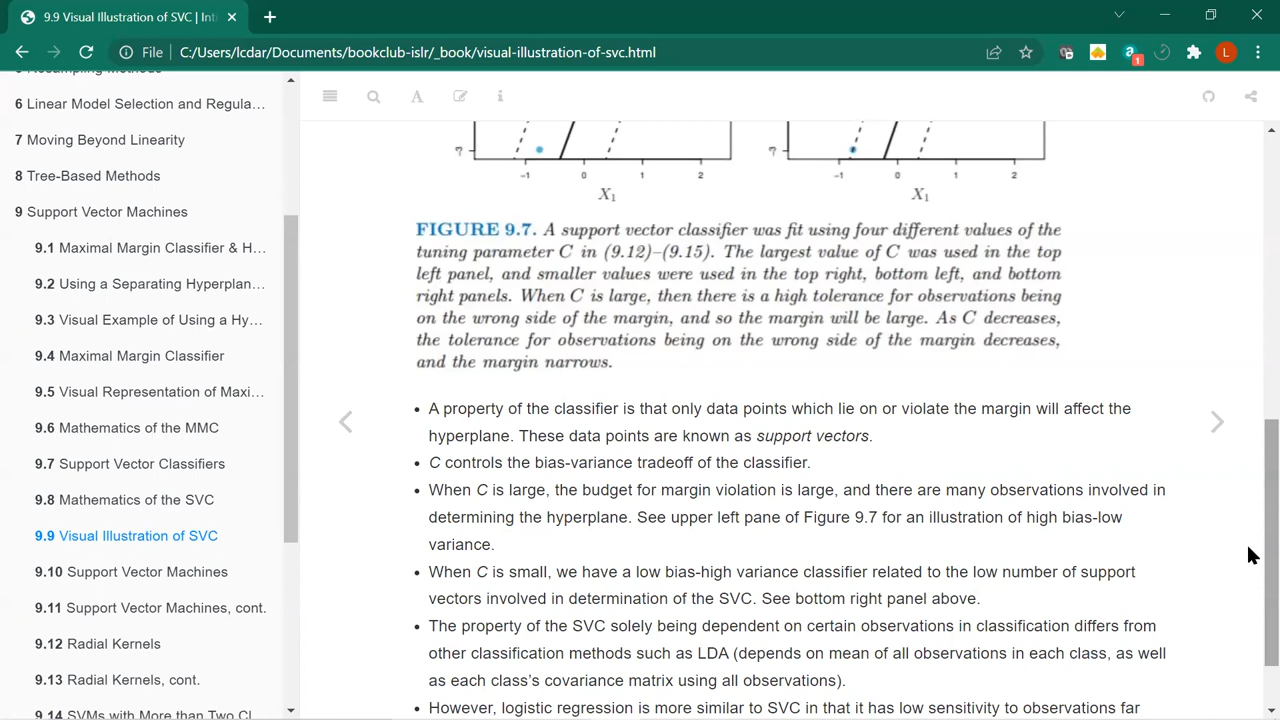 9.9 Visual Illustration of SVC | Int
File
C:/Users/lcdar/Documents/bookclub-islr/_book/visual-illustration-of-svc.html
1
L
6 Linear Model Selection and Regula...
7 Moving Beyond Linearity
8 Tree-Based Methods
9 Support Vector Machines
9.1 Maximal Margin Classifier & H...
9.2 Using a Separating Hyperplan...
9.3 Visual Example of Using a Hy...
9.4 Maximal Margin Classifier
9.5 Visual Representation of Maxi...
9.6 Mathematics of the MMC
9.7 Support Vector Classifiers
9.8 Mathematics of the SVC
9.9 Visual Illustration of SVC
9.10 Support Vector Machines
9.11 Support Vector Machines, cont.
9.12 Radial Kernels
9.13 Radial Kernels, cont.
9.14 SVMs with More than Two Cl
-1 0 1 2
X1
-1 0 1 2
X1
FIGURE 9.7. A support vector classifier was fit using four different values of the
tuning parameter C in (9.12)–(9.15). The largest value of C was used in the top
left panel, and smaller values were used in the top right, bottom left, and bottom
right panels. When C is large, then there is a high tolerance for observations being
on the wrong side of the margin, and so the margin will be large. As C decreases,
the tolerance for observations being on the wrong side of the margin decreases,
and the margin narrows.
• A property of the classifier is that only data points which lie on or violate the margin will affect the
hyperplane. These data points are known as support vectors.
• C controls the bias-variance tradeoff of the classifier.
• When C is large, the budget for margin violation is large, and there are many observations involved in
determining the hyperplane. See upper left pane of Figure 9.7 for an illustration of high bias-low
variance.
• When C is small, we have a low bias-high variance classifier related to the low number of support
vectors involved in determination of the SVC. See bottom right panel above.
• The property of the SVC solely being dependent on certain observations in classification differs from
other classification methods such as LDA (depends on mean of all observations in each class, as well
as each class's covariance matrix using all observations).
• However, logistic regression is more similar to SVC in that it has low sensitivity to observations far